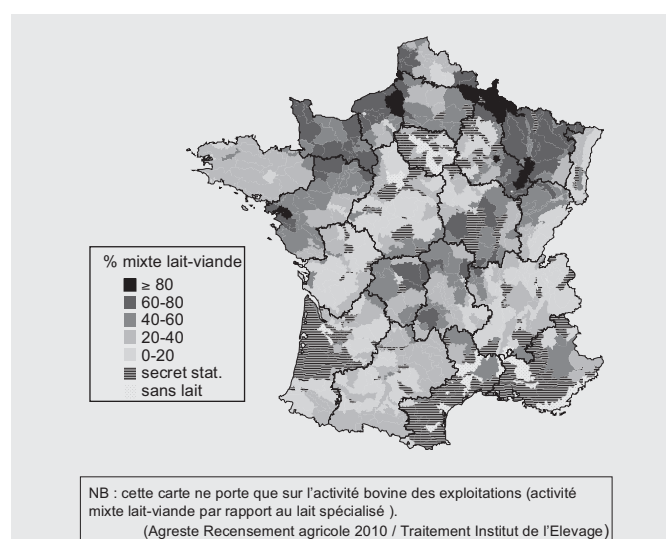 % mixte lait-viande
≥ 80
60-80
40-60
20-40
0-20
secret stat.
sans lait
NB : cette carte ne porte que sur l’activité bovine des exploitations (activité
mixte lait-viande par rapport au lait spécialisé ).
(Agreste Recensement agricole 2010 / Traitement Institut de l’Elevage)